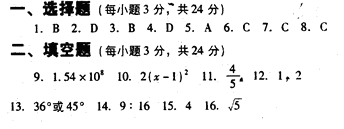 一、选择题(每小题3分,共24分)
1. B 2. D 3. B 4. D 5. A 6. C 7. C 8. C
二、填空题(每小题3分,共24分)
9. 1.54×10⁸ 10. 2(x-1)² 11. 4/5 12. 1,2
13. 36°或45° 14. 9:16 15. 4 16. √5